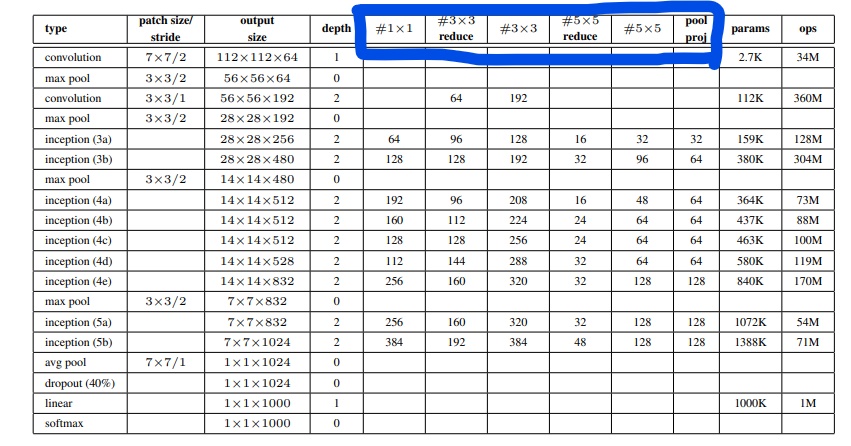 type patch size/ stride output size depth #1×1 #3×3 reduce #3×3 #5×5 reduce #5×5 pool proj params ops
convolution 7×7/2 112×112×64 1 2.7K 34M
max pool 3×3/2 56×56×64 0
convolution 3×3/1 56×56×192 2 64 192 112K 360M
max pool 3×3/2 28×28×192 0
inception (3a) 28×28×256 2 64 96 128 16 32 32 159K 128M
inception (3b) 28×28×480 2 128 128 192 32 96 64 380K 304M
max pool 3×3/2 14×14×480 0
inception (4a) 14×14×512 2 192 96 208 16 48 64 364K 73M
inception (4b) 14×14×512 2 160 112 224 24 64 64 437K 88M
inception (4c) 14×14×512 2 128 128 256 24 64 64 463K 100M
inception (4d) 14×14×528 2 112 144 288 32 64 64 580K 119M
inception (4e) 14×14×832 2 256 160 320 32 128 128 840K 170M
max pool 3×3/2 7×7×832 0
inception (5a) 7×7×832 2 256 160 320 32 128 128 1072K 54M
inception (5b) 7×7×1024 2 384 192 384 48 128 128 1388K 71M
avg pool 7×7/1 1×1×1024 0
dropout (40%) 1×1×1024 0
linear 1×1×1000 1 1000K 1M
softmax 1×1×1000 0